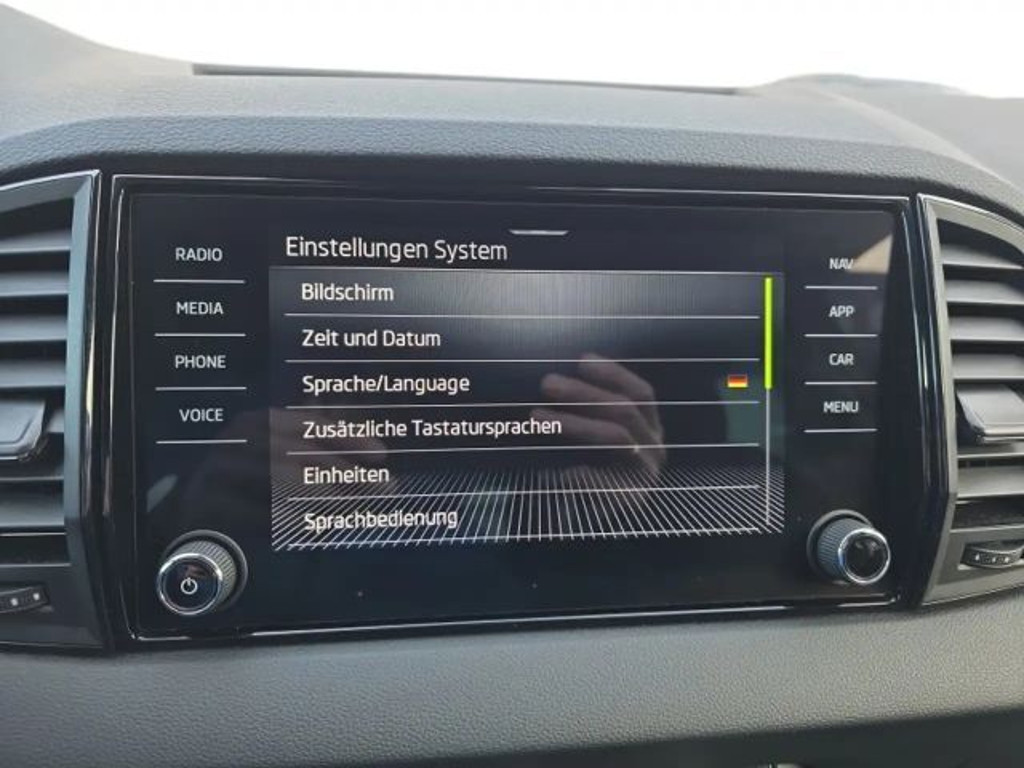 RADIO
MEDIA
PHONE
VOICE
Einstellungen System
Bildschirm
Zeit und Datum
Sprache/Language
Zusätzliche Tastatursprachen
Einheiten
Sprachbedienung
NAV
APP
CAR
MENU